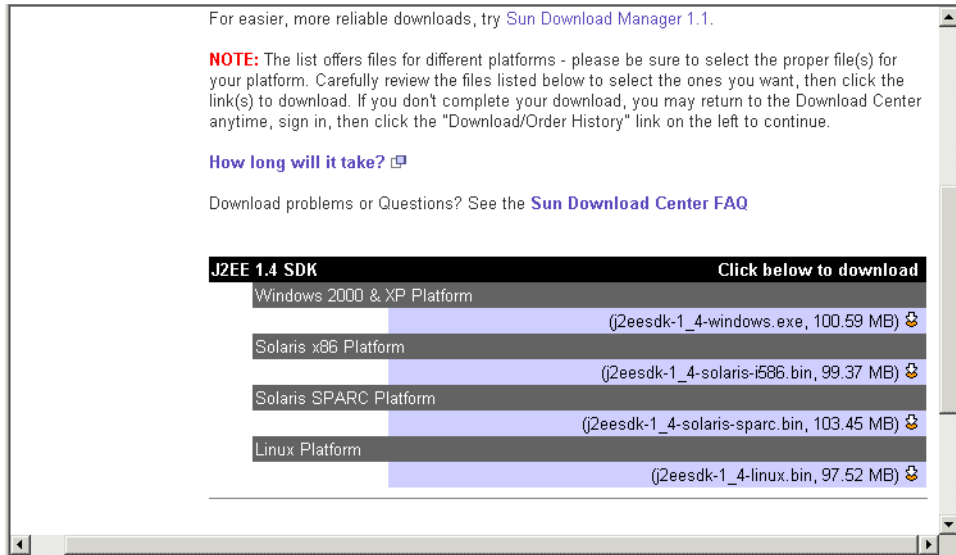 For easier, more reliable downloads, try Sun Download Manager 1.1.
NOTE: The list offers files for different platforms - please be sure to select the proper file(s) for
your platform. Carefully review the files listed below to select the ones you want, then click the
link(s) to download. If you don't complete your download, you may return to the Download Center
anytime, sign in, then click the "Download/Order History" link on the left to continue.
How long will it take?
Download problems or Questions? See the Sun Download Center FAQ
J2EE 1.4 SDK Click below to download
Windows 2000 & XP Platform
(j2eesdk-1_4-windows.exe, 100.59 MB)
Solaris x86 Platform
(j2eesdk-1_4-solaris-i586.bin, 99.37 MB)
Solaris SPARC Platform
(j2eesdk-1_4-solaris-sparc.bin, 103.45 MB)
Linux Platform
(j2eesdk-1_4-linux.bin, 97.52 MB)